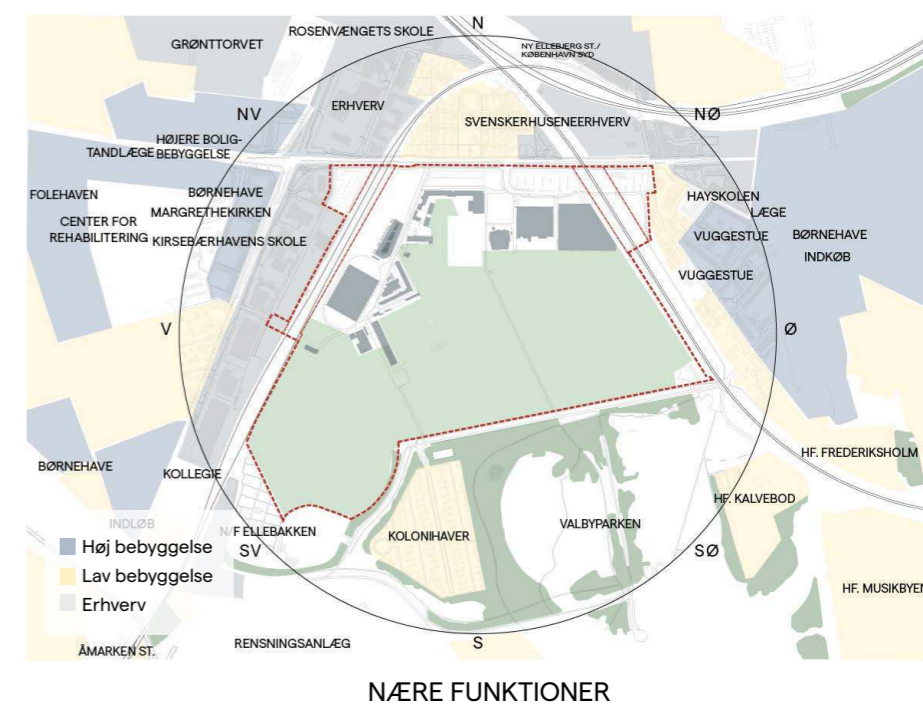 ROSENVÆNGETS SKOLE
N
GRØNTTORVET
NY ELLEBJERG ST./
KØBENHAVN SYD
ERHVERV
NV
NØ
SVENSKERHUSENEERHVERV
HØJERE BOLIG-
TANDLÆGE BEBYGGELSE
FOLEHAVEN
BØRNEHAVE
HAYSKOLEN
MARGRETHEKIRKEN
LÆGE
CENTER FOR
REHABILITERING
KIRSEBÆRHAVENS SKOLE
VUGGESTUE
BØRNEHAVE
INDKØB
VUGGESTUE
V
Ø
HF. FREDERIKSHOLM
BØRNEHAVE
KOLLEGIE
HF. KALVEBOD
INDLØB
N/F ELLEBAKKEN
KOLONIHAVER
VALBYPARKEN
SV
SØ
Høj bebyggelse
Lav bebyggelse
Erhverv
HF. MUSIKBYEN
ÅMARKEN ST.
RENSNINGSANLÆG
S
NÆRE FUNKTIONER